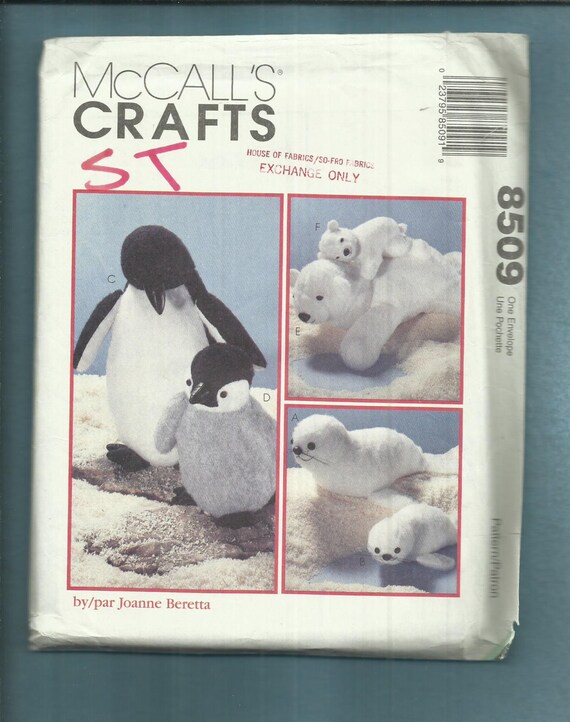 McCALL'S®
CRAFTS
ST
HOUSE OF FABRICS/SO-FRO FABRICS
EXCHANGE ONLY
0 23795 85091 9
8509
One Envelope
Une Pochette
Pattern/Patron
C
D
F
E
A
B
by/par Joanne Beretta